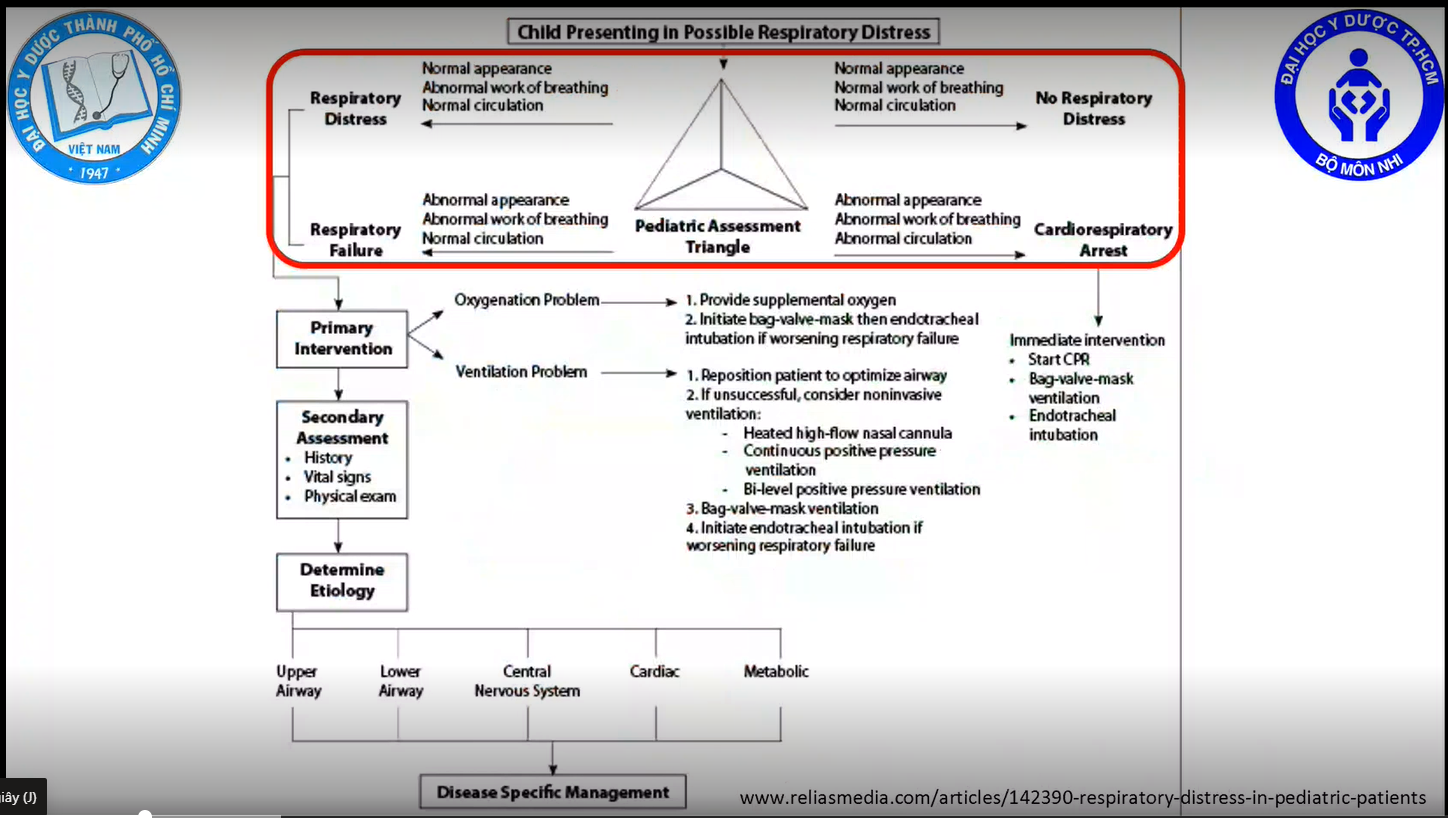 ĐẠI HỌC Y DƯỢC THÀNH PHỐ HỒ CHÍ MINH
VIỆT NAM
1947
ĐẠI HỌC Y DƯỢC TP.HCM
BỘ MÔN NHI
Child Presenting in Possible Respiratory Distress
Respiratory
Distress
Normal appearance
Abnormal work of breathing
Normal circulation
Normal appearance
Normal work of breathing
Normal circulation
No Respiratory
Distress
Respiratory
Failure
Abnormal appearance
Abnormal work of breathing
Normal circulation
Pediatric Assessment
Triangle
Abnormal appearance
Abnormal work of breathing
Abnormal circulation
Cardiorespiratory
Arrest
Primary
Intervention
Oxygenation Problem
1. Provide supplemental oxygen
2. Initiate bag-valve-mask then endotracheal
intubation if worsening respiratory failure
Ventilation Problem
1. Reposition patient to optimize airway
2. If unsuccessful, consider noninvasive
ventilation:
- Heated high-flow nasal cannula
- Continuous positive pressure
ventilation
- Bi-level positive pressure ventilation
3. Bag-valve-mask ventilation
4. Initiate endotracheal intubation if
worsening respiratory failure
Immediate intervention
• Start CPR
• Bag-valve-mask
ventilation
• Endotracheal
intubation
Secondary
Assessment
• History
• Vital signs
• Physical exam
Determine
Etiology
Upper
Airway
Lower
Airway
Central
Nervous System
Cardiac
Metabolic
Disease Specific Management
www.reliasmedia.com/articles/142390-respiratory-distress-in-pediatric-patients
giây (J)